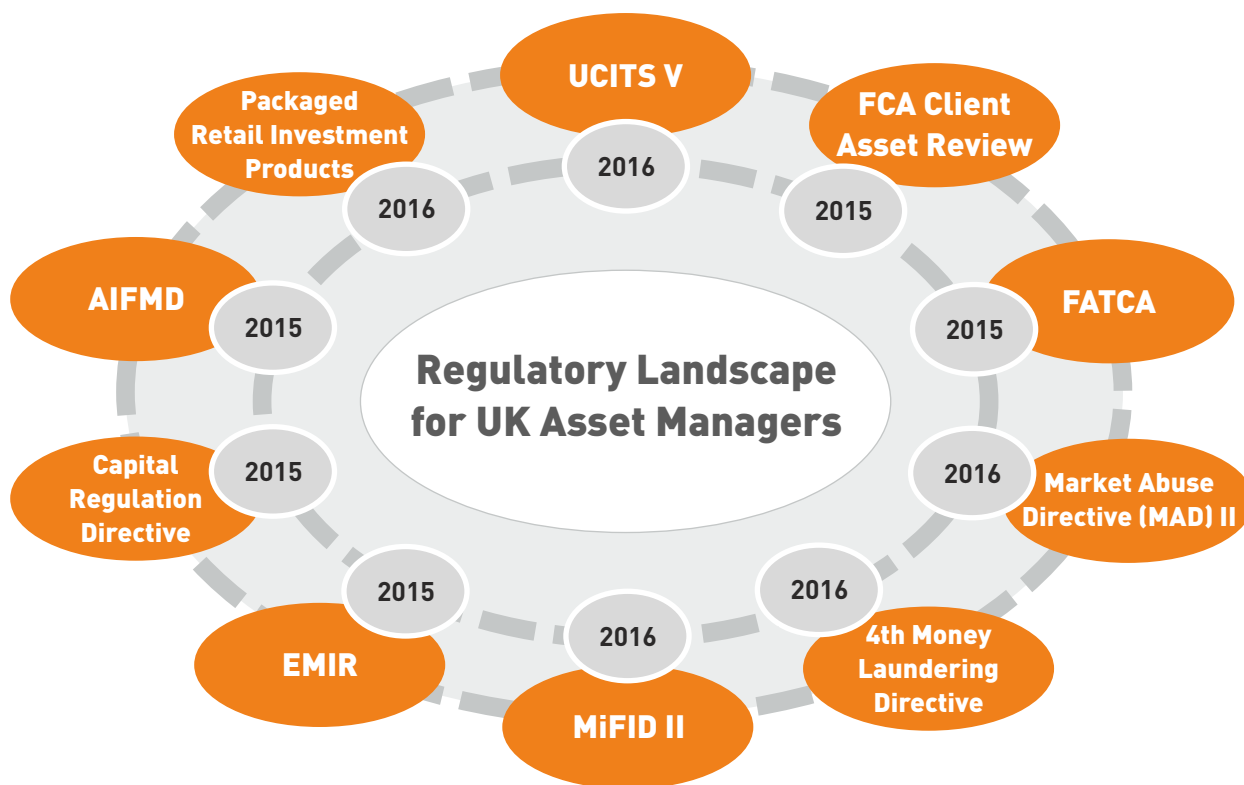 Regulatory Landscape
for UK Asset Managers
UCITS V
2016
FCA Client
Asset Review
2015
FATCA
2015
Market Abuse
Directive (MAD) II
2016
4th Money
Laundering
Directive
2016
MiFID II
2016
EMIR
2015
Capital
Regulation
Directive
2015
AIFMD
2015
Packaged
Retail Investment
Products
2016